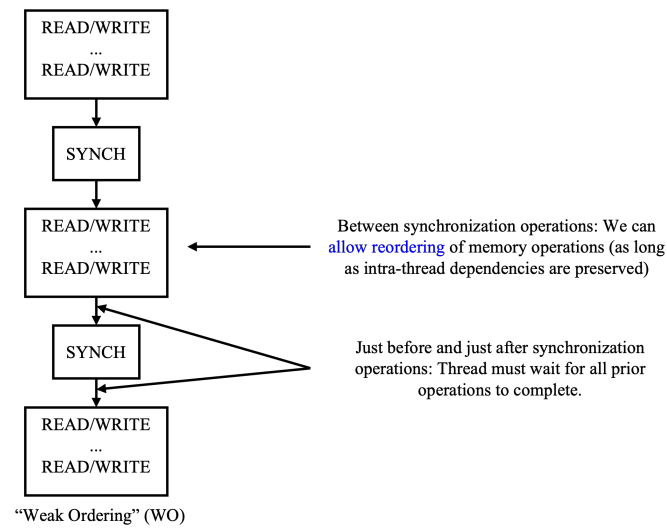 READ/WRITE
...
READ/WRITE
SYNCH
READ/WRITE
...
READ/WRITE
Between synchronization operations: We can
allow reordering of memory operations (as long
as intra-thread dependencies are preserved)
SYNCH
Just before and just after synchronization
operations: Thread must wait for all prior
operations to complete.
READ/WRITE
...
READ/WRITE
“Weak Ordering” (WO)